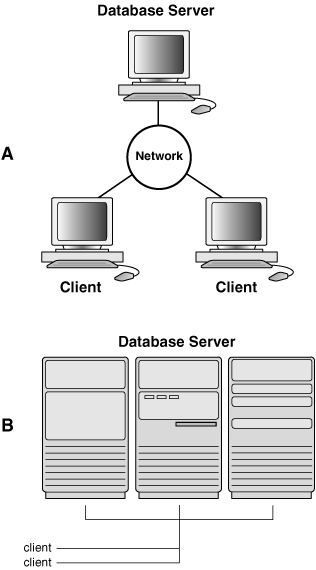 Database Server
A
Network
Client
Client
Database Server
B
client
client